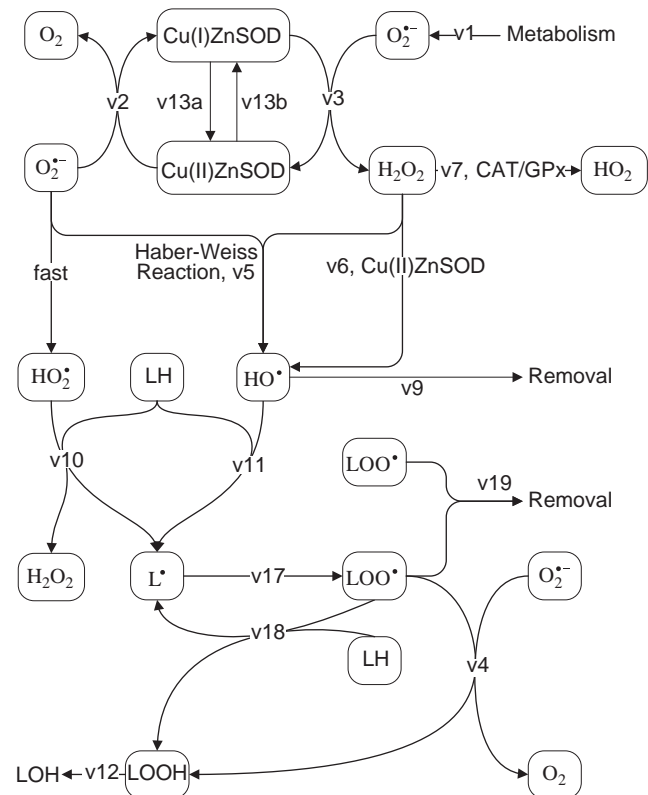 O₂
Cu(I)ZnSOD
O₂•−
v1
Metabolism
v2
v13a
v13b
v3
O₂•−
Cu(II)ZnSOD
H₂O₂
v7, CAT/GPx
HO₂
fast
Haber-Weiss
Reaction, v5
v6, Cu(II)ZnSOD
HO₂•
LH
HO•
v9
Removal
v10
v11
LOO•
v19
Removal
H₂O₂
L•
v17
LOO•
O₂•−
v18
LH
v4
LOH
v12
LOOH
O₂